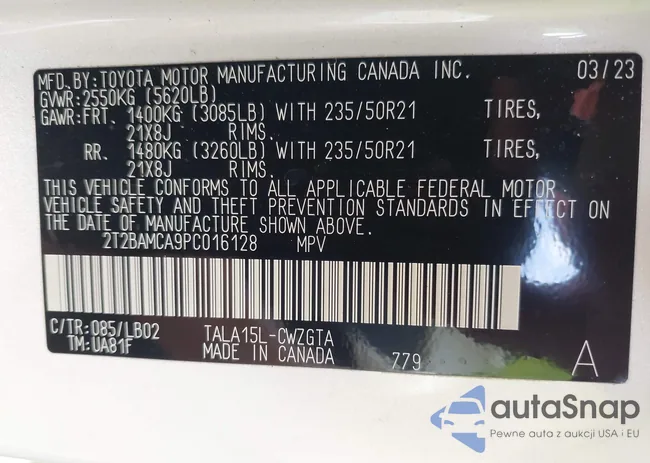 MFD.BY:TOYOTA MOTOR MANUFACTURING CANADA INC. 03/23
GVWR:2550KG (5620LB)
GAWR:FRT. 1400KG (3085LB) WITH 235/50R21 TIRES,
21X8J RIMS.
RR. 1480KG (3260LB) WITH 235/50R21 TIRES,
21X8J RIMS.
THIS VEHICLE CONFORMS TO ALL APPLICABLE FEDERAL MOTOR
VEHICLE SAFETY AND THEFT PREVENTION STANDARDS IN EFFECT ON
THE DATE OF MANUFACTURE SHOWN ABOVE.
2T2BAMCA9PC016128 MPV
C/TR:085/LB02 TALA15L-CWZGTA
TM:UA81F MADE IN CANADA 779 A
autaSnap
Pewne auta z aukcji USA i EU